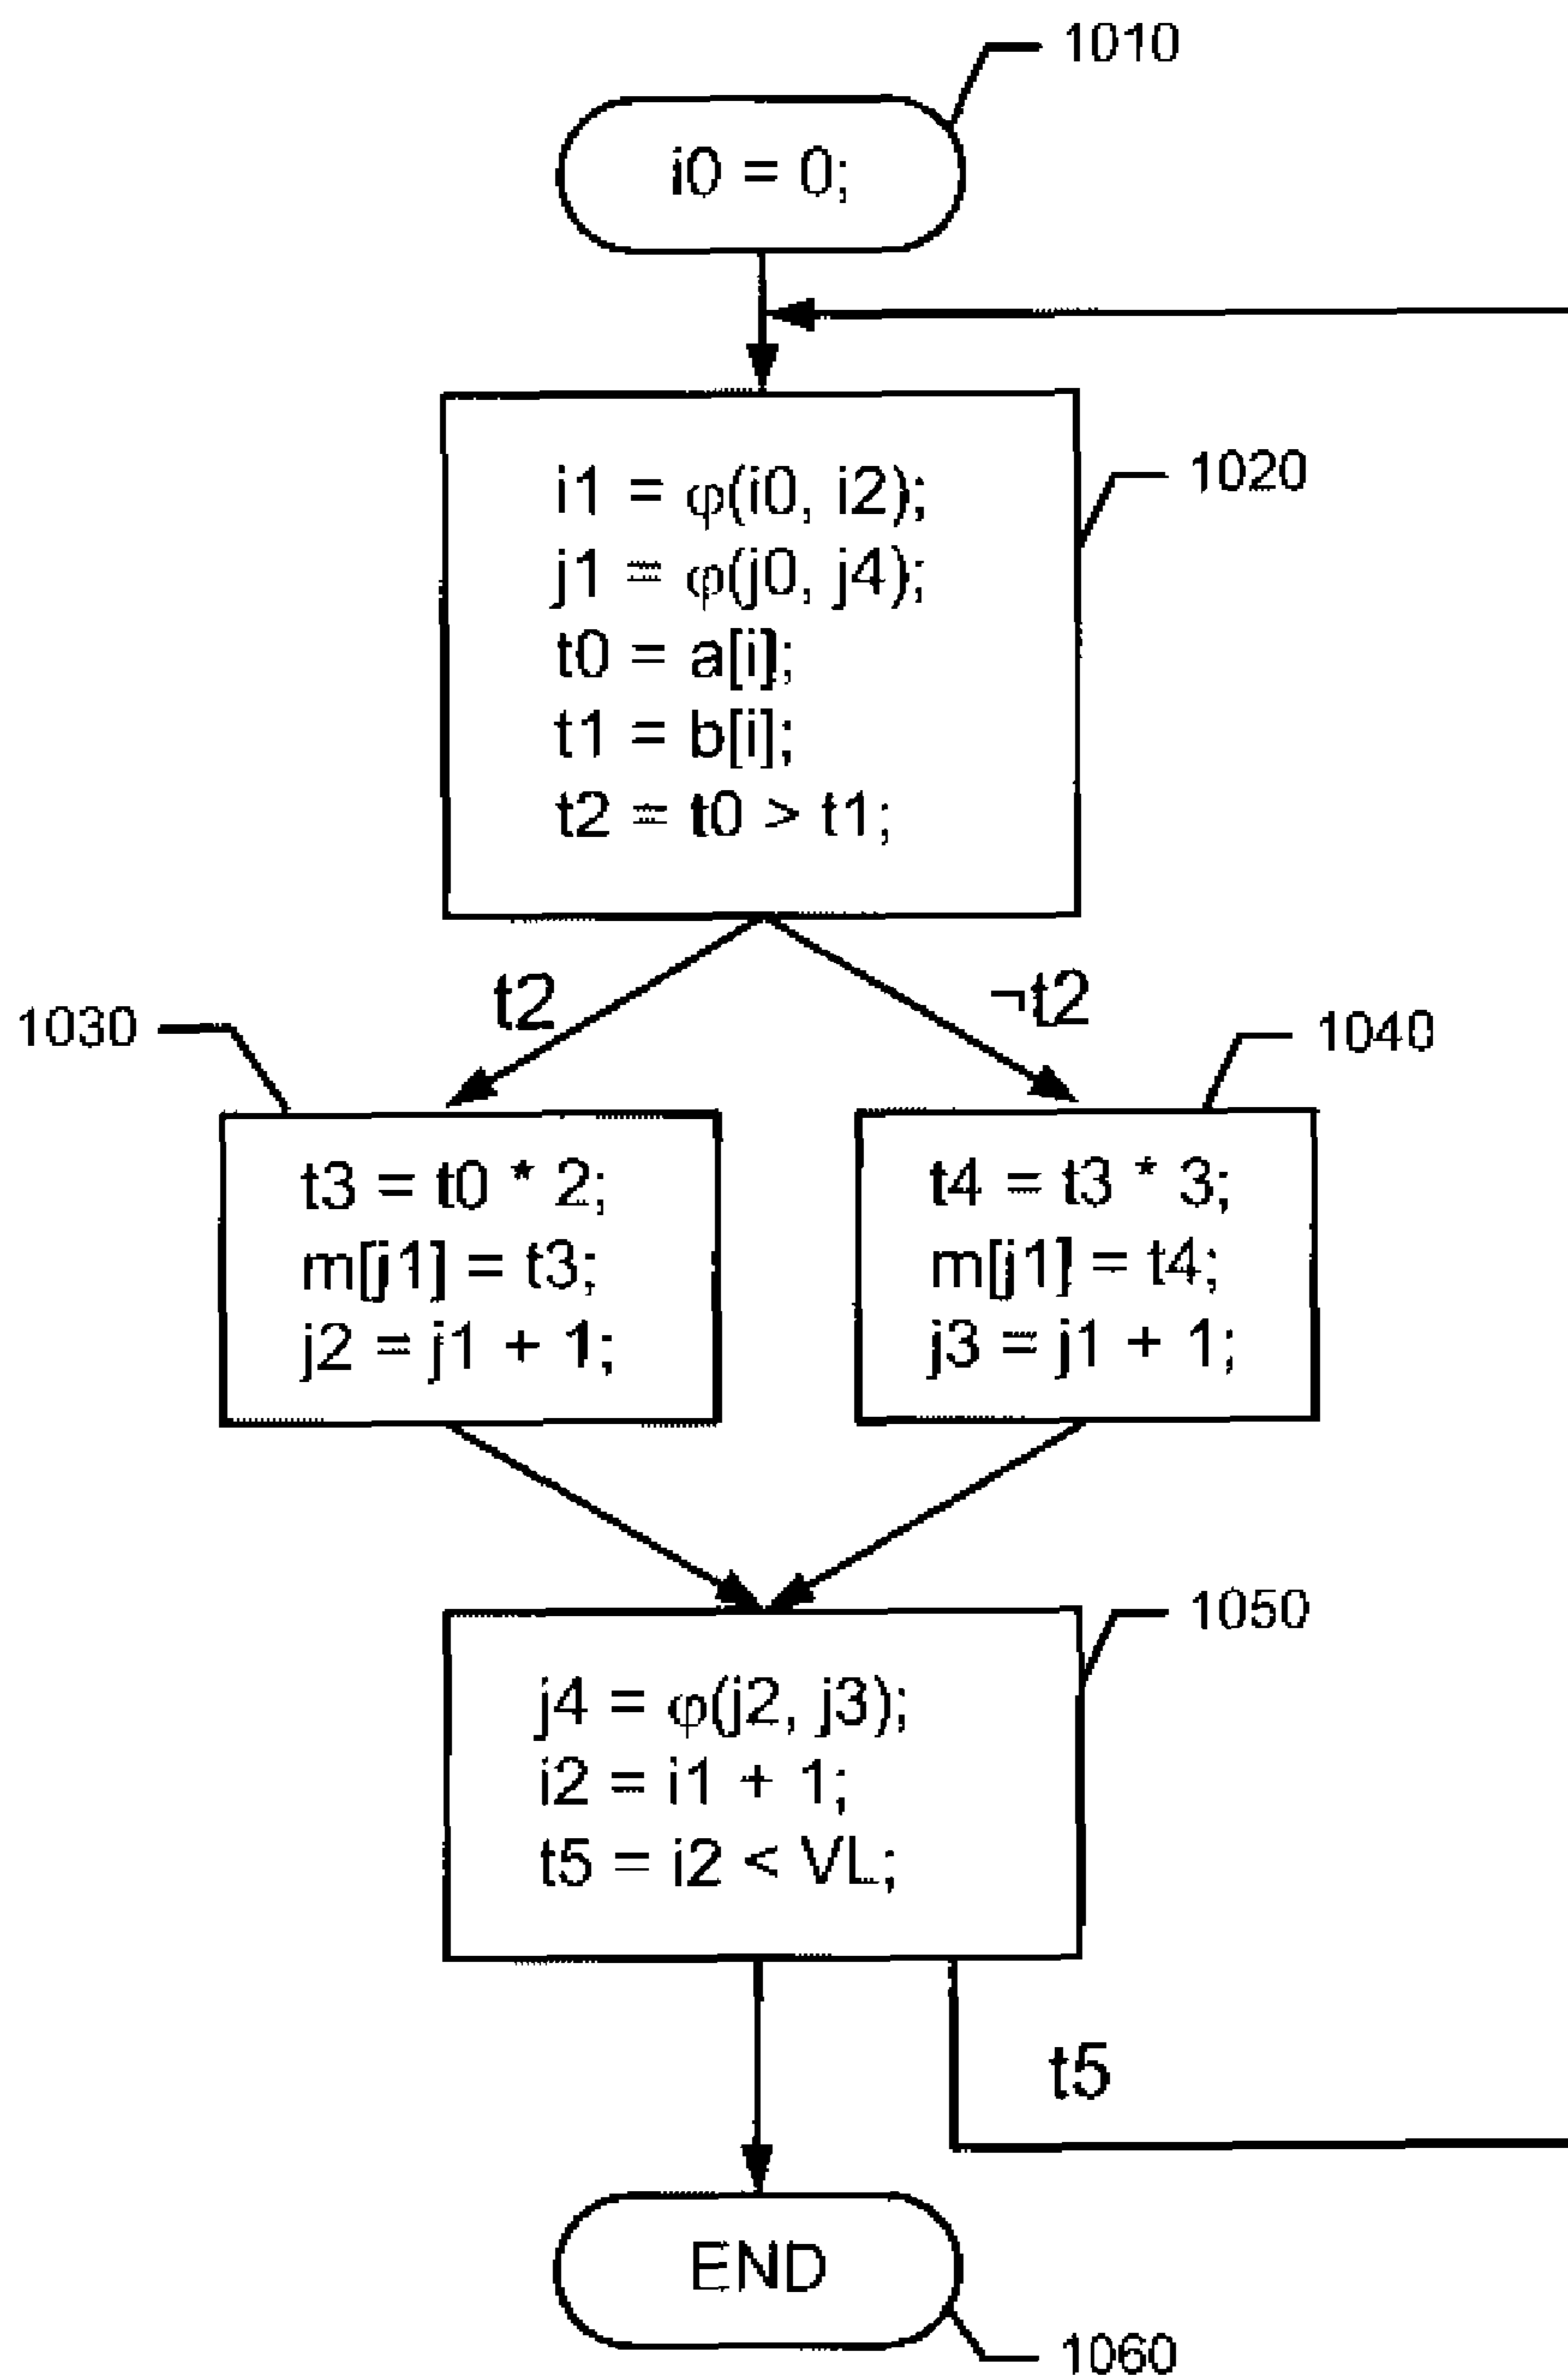 1010
i0 = 0;
i1 = φ(i0, i2);
1020
j1 = φ(j0, j4);
t0 = a[i];
t1 = b[i];
t2 = t0 > t1;
t2
¬t2
1030
1040
t3 = t0 * 2;
m[j1] = t3;
j2 = j1 + 1;
t4 = t3 * 3;
m[j1] = t4;
j3 = j1 + 1;
1050
j4 = φ(j2, j3);
i2 = i1 + 1;
t5 = i2 < VL;
t5
END
1060